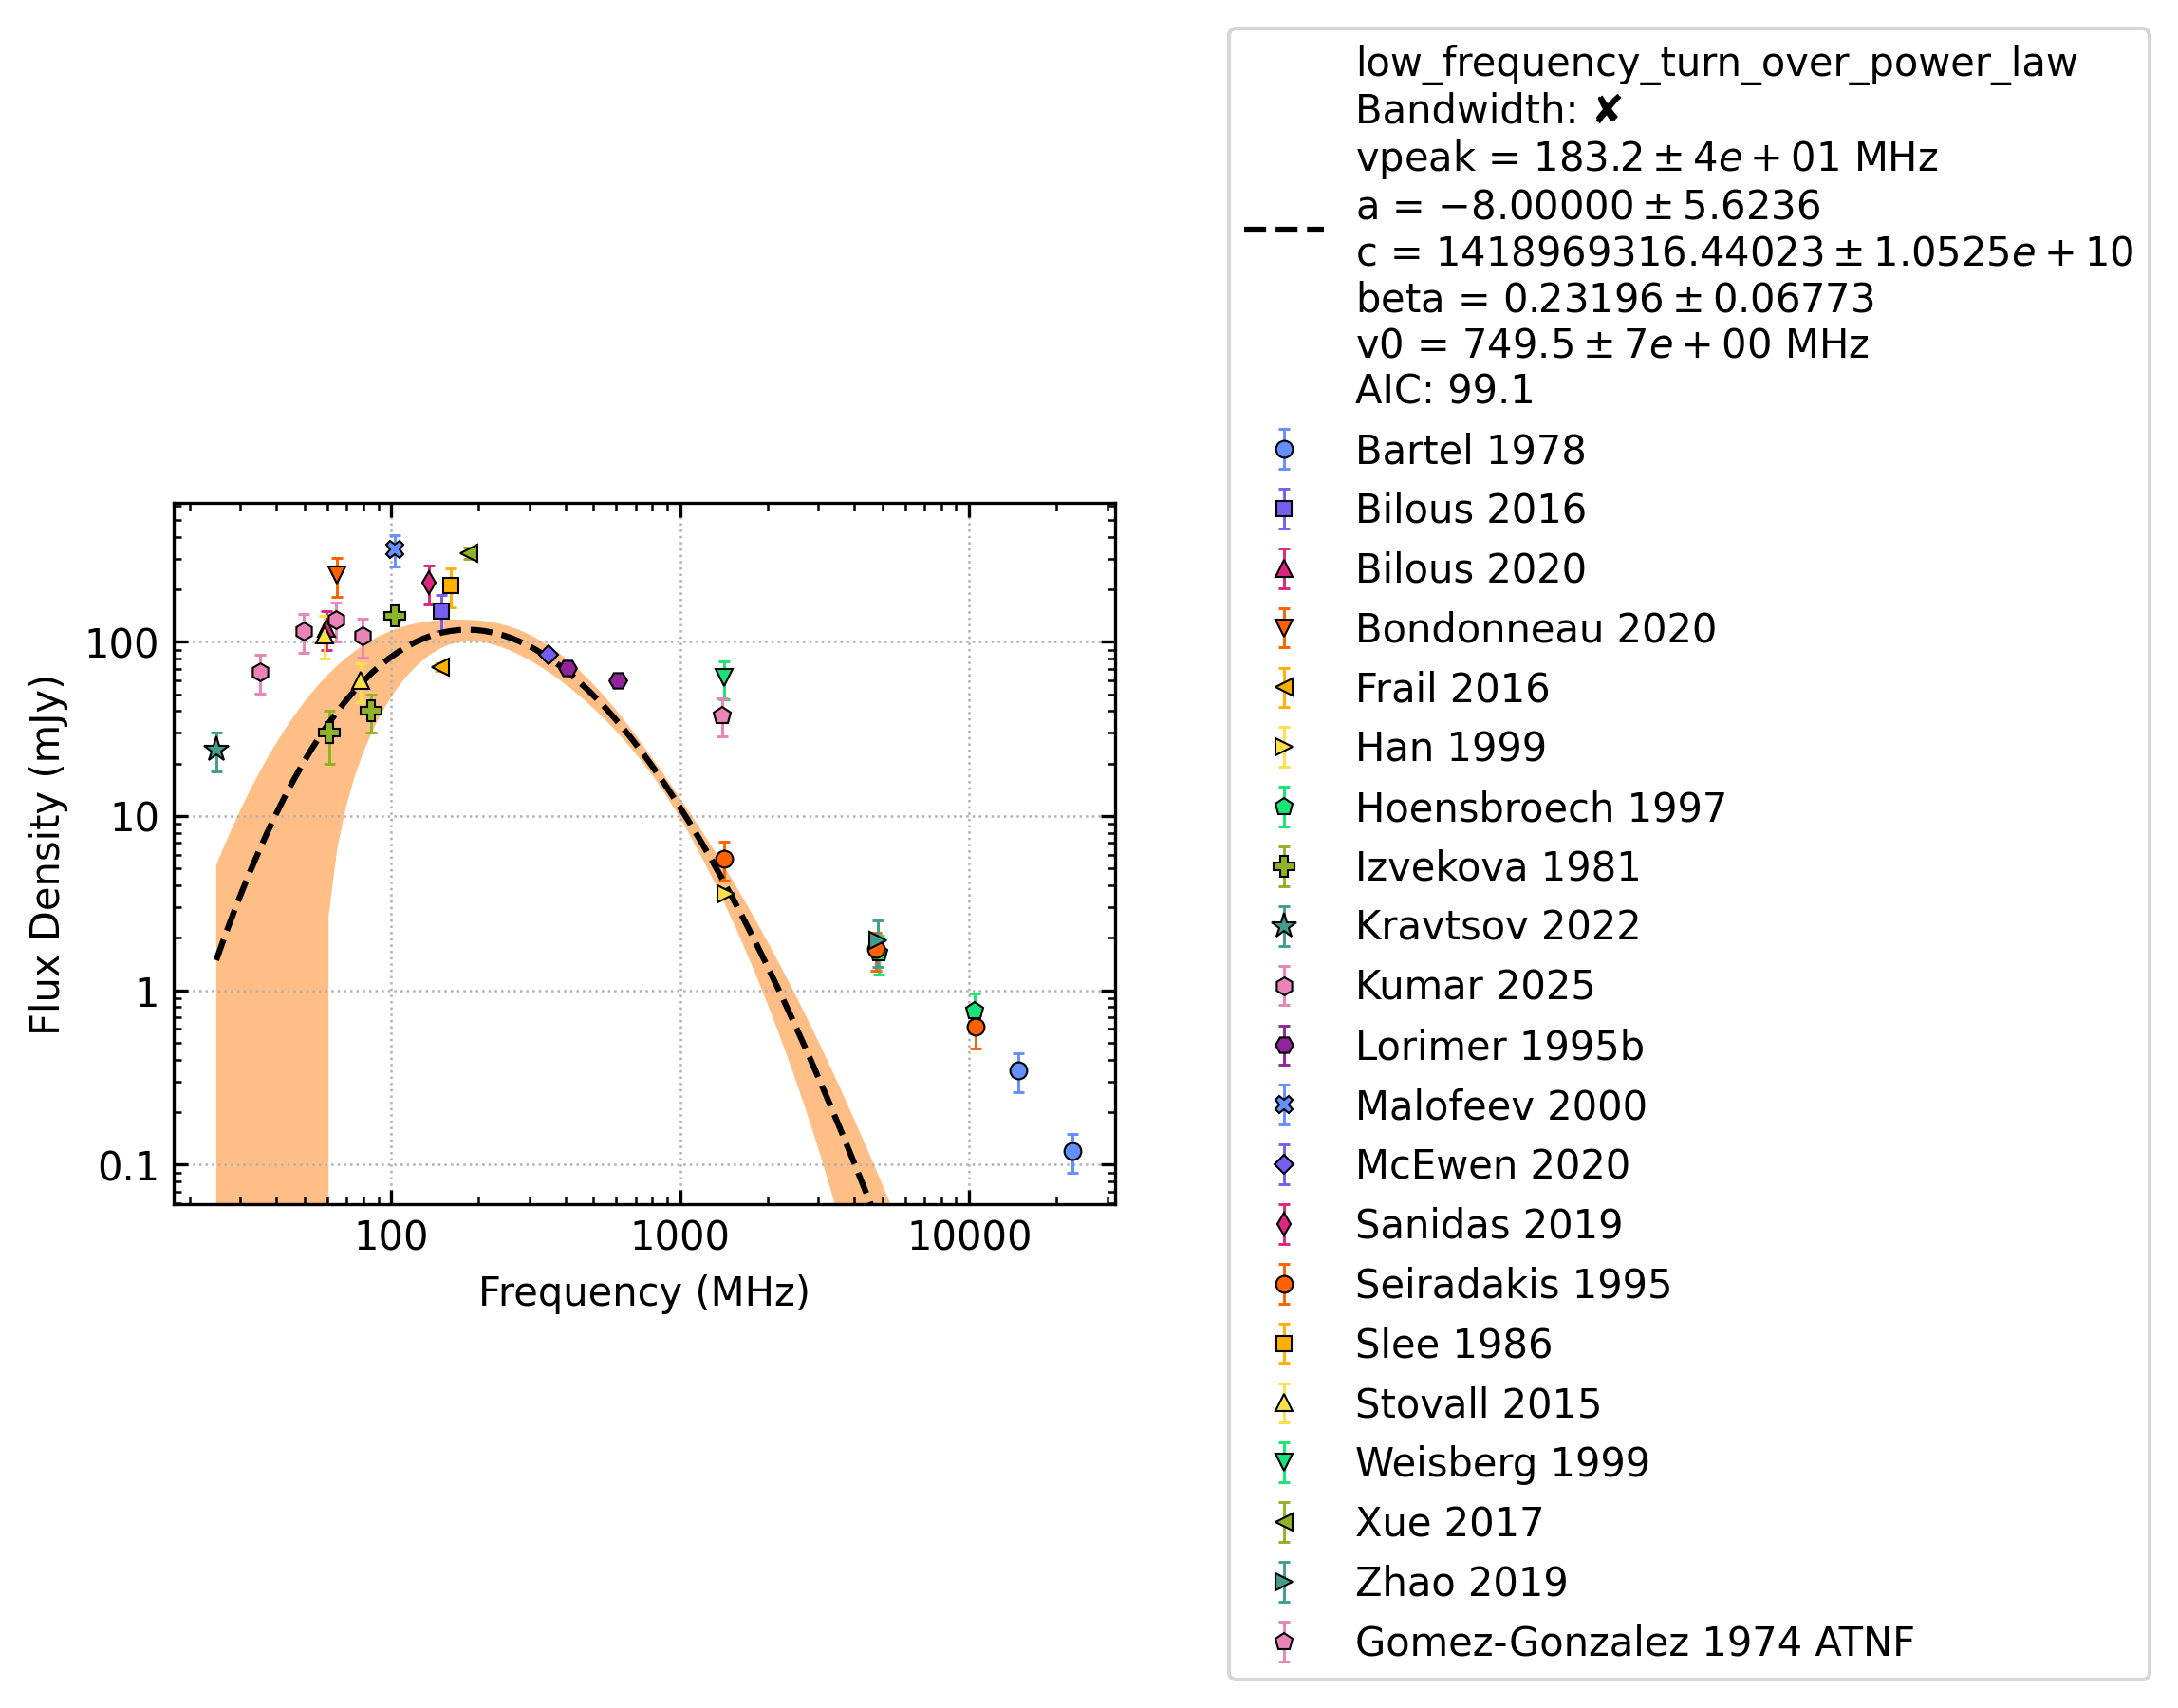 low_frequency_turn_over_power_law
Bandwidth: ✘
vpeak = 183.2 ± 4e + 01 MHz
a = −8.00000 ± 5.6236
c = 1418969316.44023 ± 1.0525e + 10
beta = 0.23196 ± 0.06773
v0 = 749.5 ± 7e + 00 MHz
AIC: 99.1
Bartel 1978
Bilous 2016
Bilous 2020
Bondonneau 2020
Frail 2016
Han 1999
Hoensbroech 1997
Izvekova 1981
Kravtsov 2022
Kumar 2025
Lorimer 1995b
Malofeev 2000
McEwen 2020
Sanidas 2019
Seiradakis 1995
Slee 1986
Stovall 2015
Weisberg 1999
Xue 2017
Zhao 2019
Gomez-Gonzalez 1974 ATNF
Flux Density (mJy)
100
10
1
0.1
100 1000 10000
Frequency (MHz)